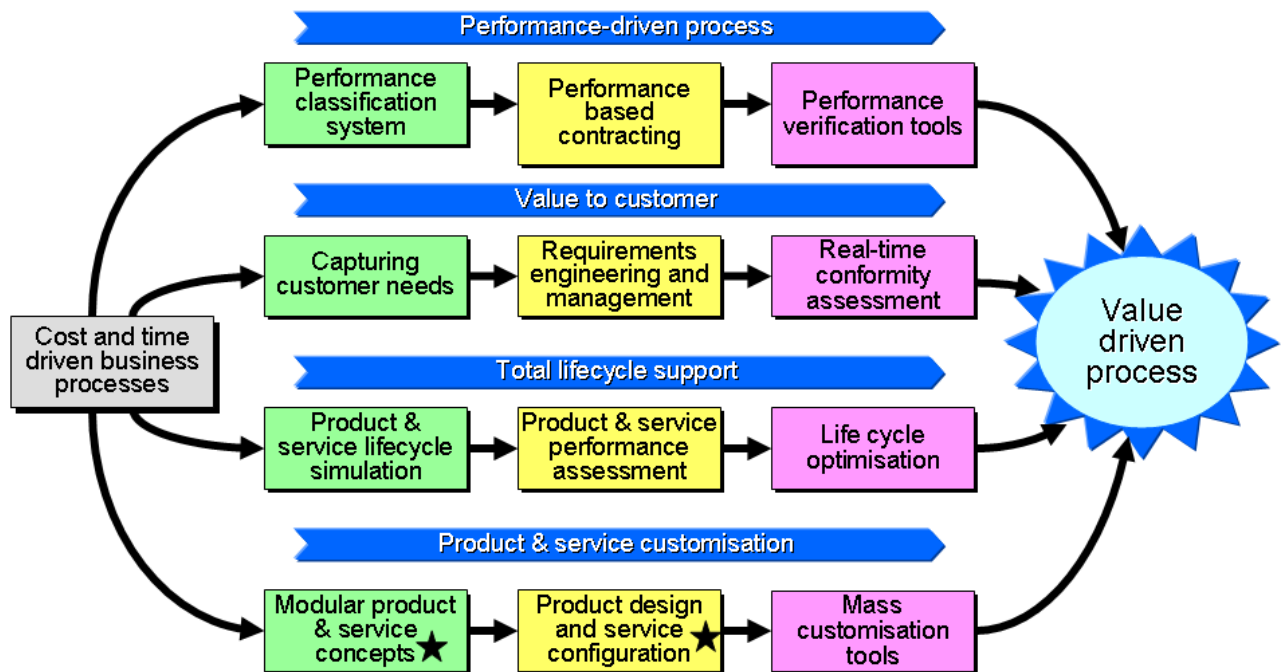 Performance-driven process
Performance
classification
system
Performance
based
contracting
Performance
verification tools
Value to customer
Capturing
customer needs
Requirements
engineering and
management
Real-time
conformity
assessment
Cost and time
driven business
processes
Value
driven
process
Total lifecycle support
Product &
service lifecycle
simulation
Product & service
performance
assessment
Life cycle
optimisation
Product & service customisation
Modular product
& service
concepts
Product design
and service
configuration
Mass
customisation
tools